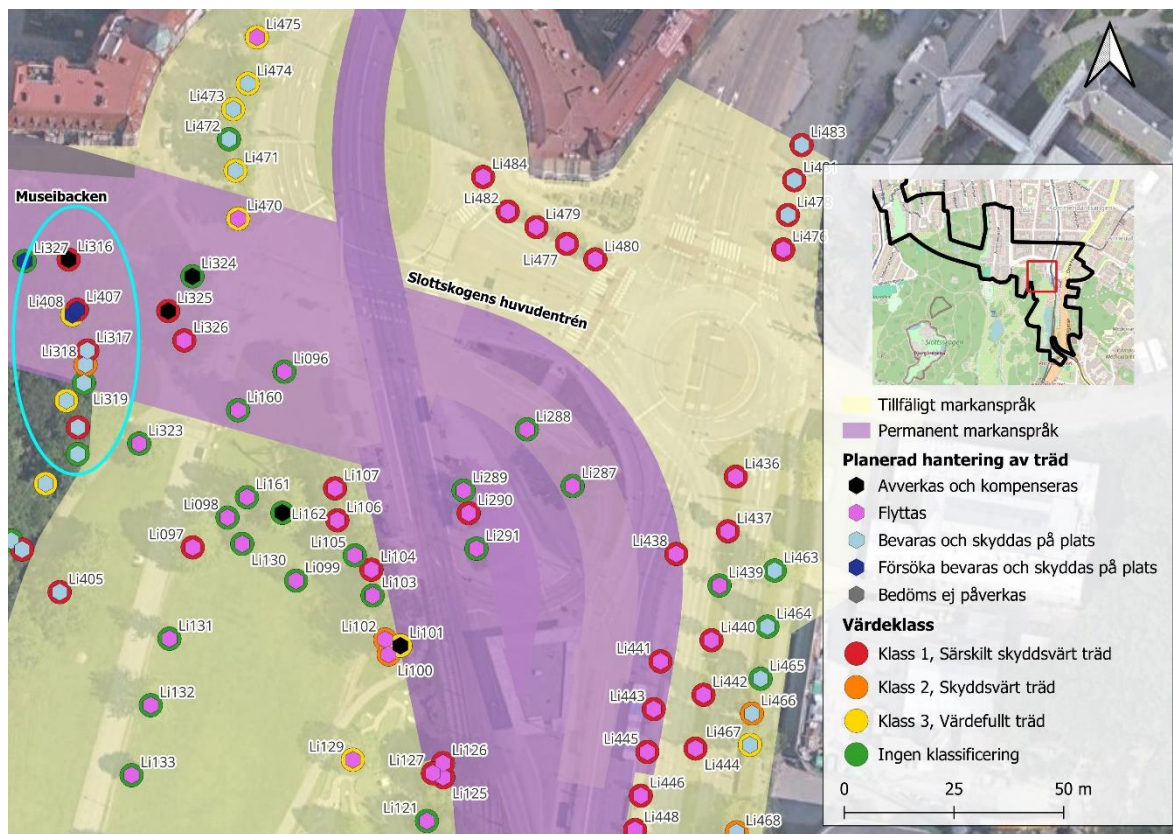 Li475
Li474
Li473
Li472
Li471
Li470
Li484
Li482
Li479
Li477
Li480
Li483
Li478
Li476
Museibacken
Li327
Li316
Li324
Li408
Li407
Li325
Li326
Li317
Li318
Li319
Li323
Slottskogens huvudentrén
Li096
Li160
Li288
Li287
Li289
Li290
Li291
Li107
Li106
Li161
Li162
Li098
Li097
Li130
Li105
Li104
Li099
Li103
Li102
Li101
Li100
Li405
Li131
Li132
Li133
Li129
Li127
Li126
Li125
Li121
Li436
Li437
Li438
Li439
Li463
Li464
Li440
Li441
Li465
Li442
Li466
Li443
Li467
Li445
Li444
Li446
Li448
Li468
Tillfäligt markanspråk
Permanent markanspråk
Planerad hantering av träd
Avverkas och kompenseras
Flyttas
Bevaras och skyddas på plats
Försöka bevaras och skyddas på plats
Bedöms ej påverkas
Värdeklass
Klass 1, Särskilt skyddsvärt träd
Klass 2, Skyddsvärt träd
Klass 3, Värdefullt träd
Ingen klassificering
0 25 50 m